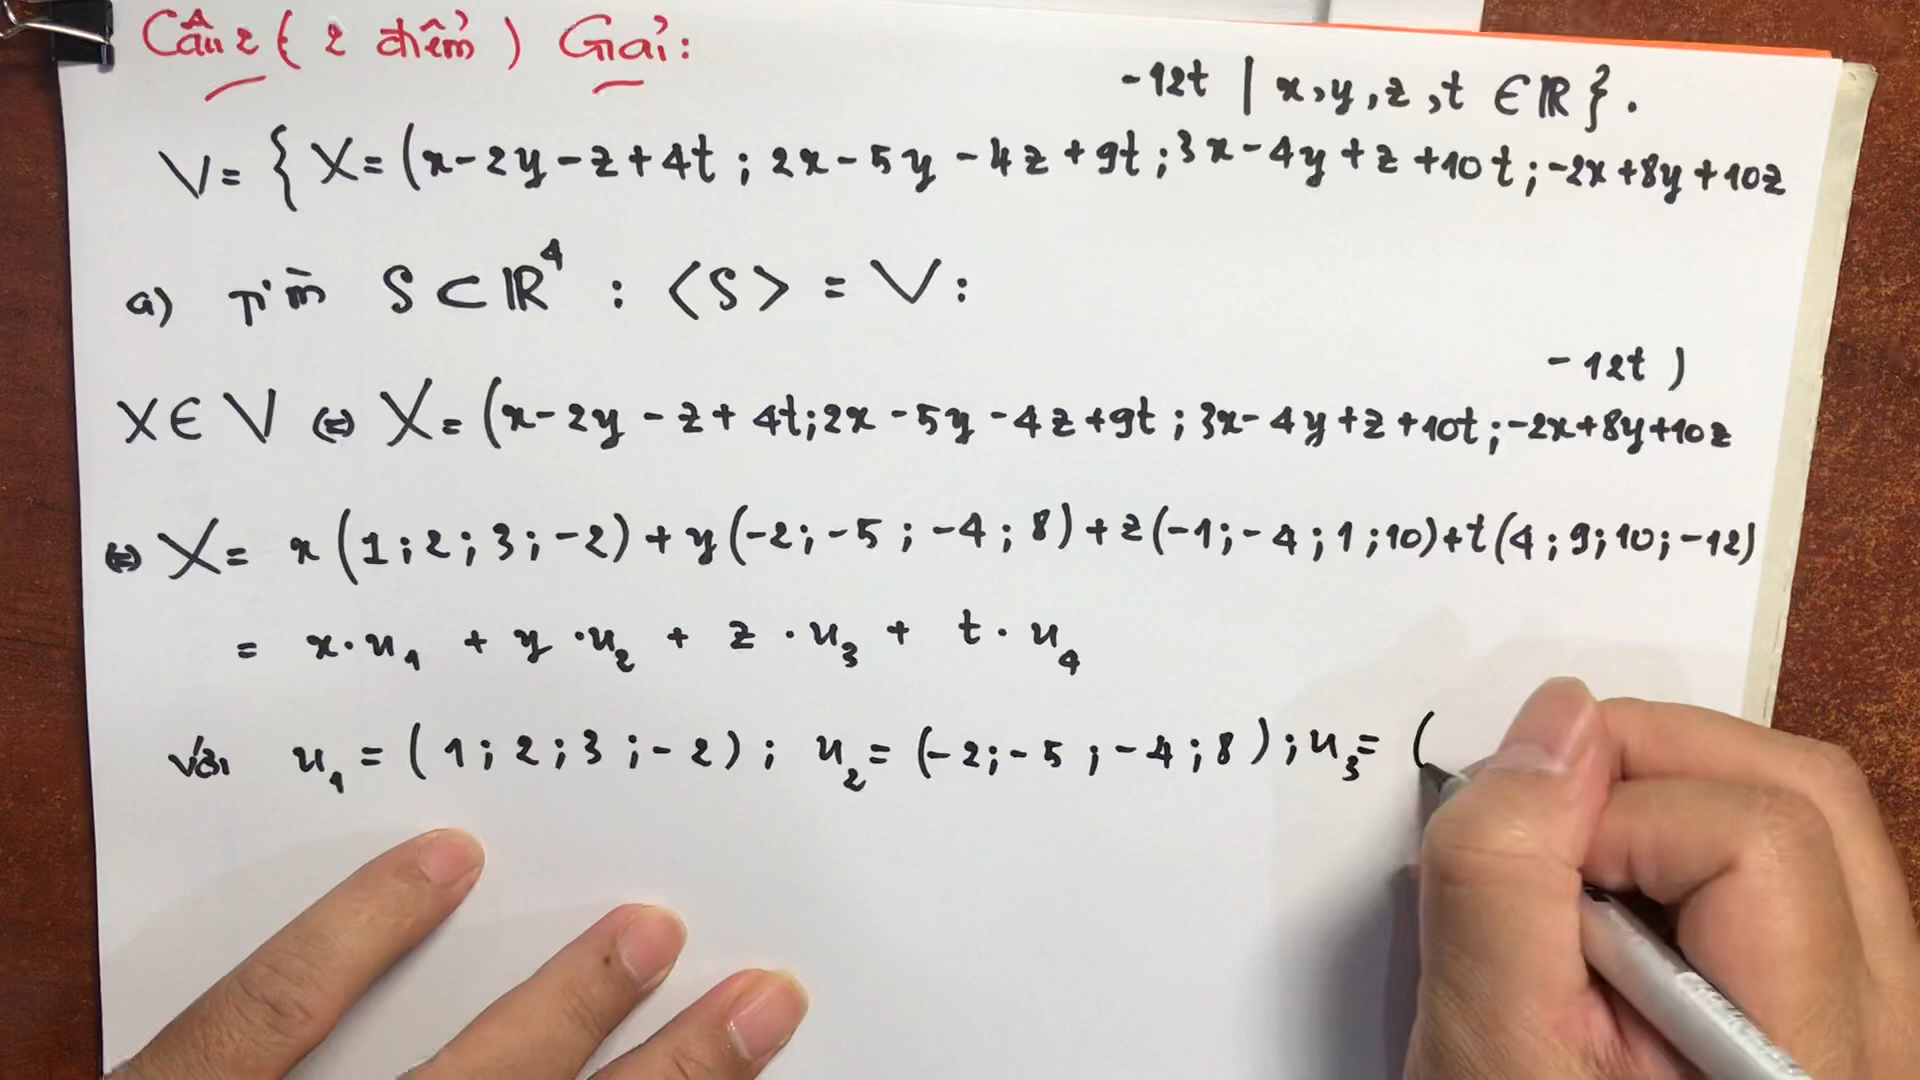 Câu 2 ( 2 điểm ) Giải:
-12t | x,y,z,t ∈ ℝ}.
V = { X = (x-2y-z+4t ; 2x-5y-4z+9t ; 3x-4y+z+10t ; -2x+8y+10z
a) Tìm S ⊂ ℝ⁴ : <S> = V :
-12t )
X ∈ V ⇔ X = (x-2y-z+4t; 2x-5y-4z+9t ; 3x-4y+z+10t ; -2x+8y+10z
⇔ X = x(1;2;3;-2) + y(-2;-5;-4;8) + z(-1;-4;1;10) + t(4;9;10;-12)
= x·u₁ + y·u₂ + z·u₃ + t·u₄
với u₁ = (1;2;3;-2); u₂ = (-2;-5;-4;8); u₃ = (